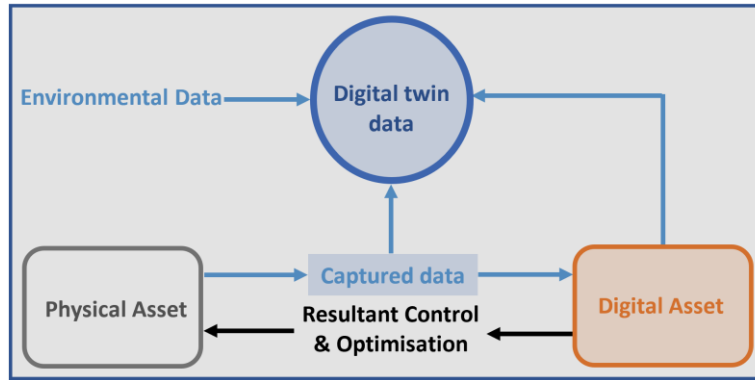 Environmental Data
Digital twin
data
Physical Asset
Captured data
Resultant Control
& Optimisation
Digital Asset